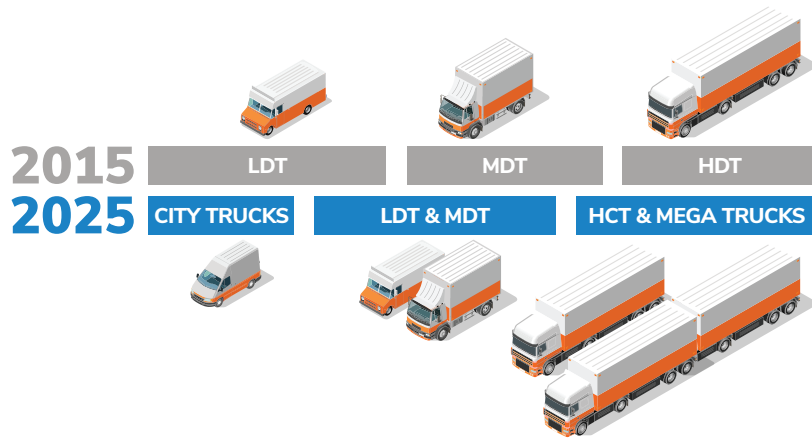 2015 LDT MDT HDT
2025 CITY TRUCKS LDT & MDT HCT & MEGA TRUCKS